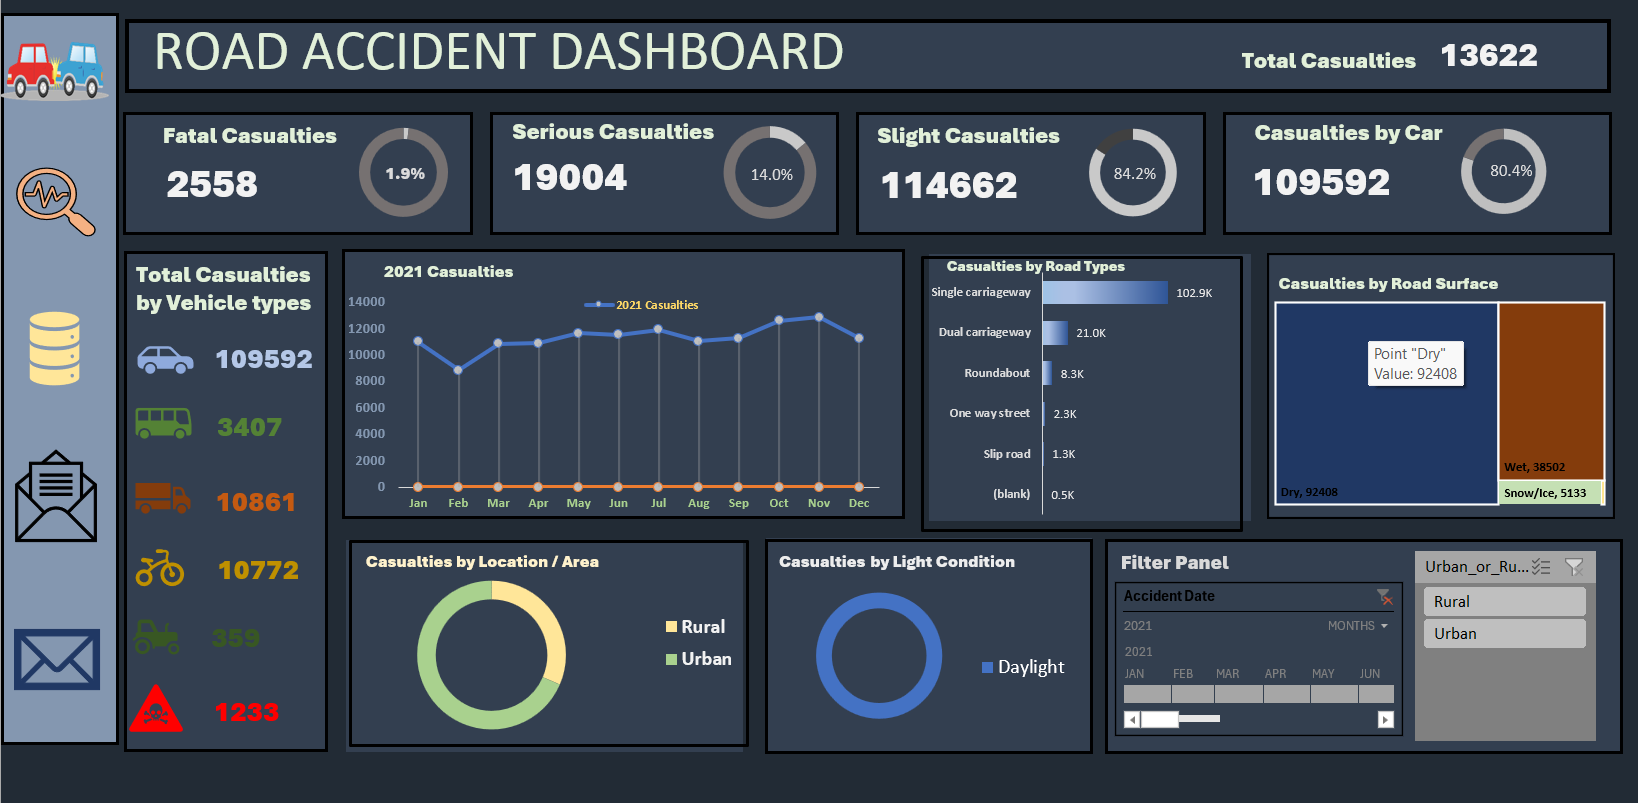 ROAD ACCIDENT DASHBOARD
Total Casualties 13622
Fatal Casualties
2558
1.9%
Serious Casualties
19004
14.0%
Slight Casualties
114662
84.2%
Casualties by Car
109592
80.4%
Total Casualties
by Vehicle types
109592
3407
10861
10772
359
1233
2021 Casualties
2021 Casualties
14000
12000
10000
8000
6000
4000
2000
0
Jan Feb Mar Apr May Jun Jul Aug Sep Oct Nov Dec
Casualties by Road Types
Single carriageway 102.9K
Dual carriageway 21.0K
Roundabout 8.3K
One way street 2.3K
Slip road 1.3K
(blank) 0.5K
Casualties by Road Surface
Point "Dry"
Value: 92408
Wet, 38502
Dry, 92408
Snow/Ice, 5133
Casualties by Location / Area
Rural
Urban
Casualties by Light Condition
Daylight
Filter Panel
Accident Date
2021 MONTHS
2021
JAN FEB MAR APR MAY JUN
Urban_or_Ru...
Rural
Urban